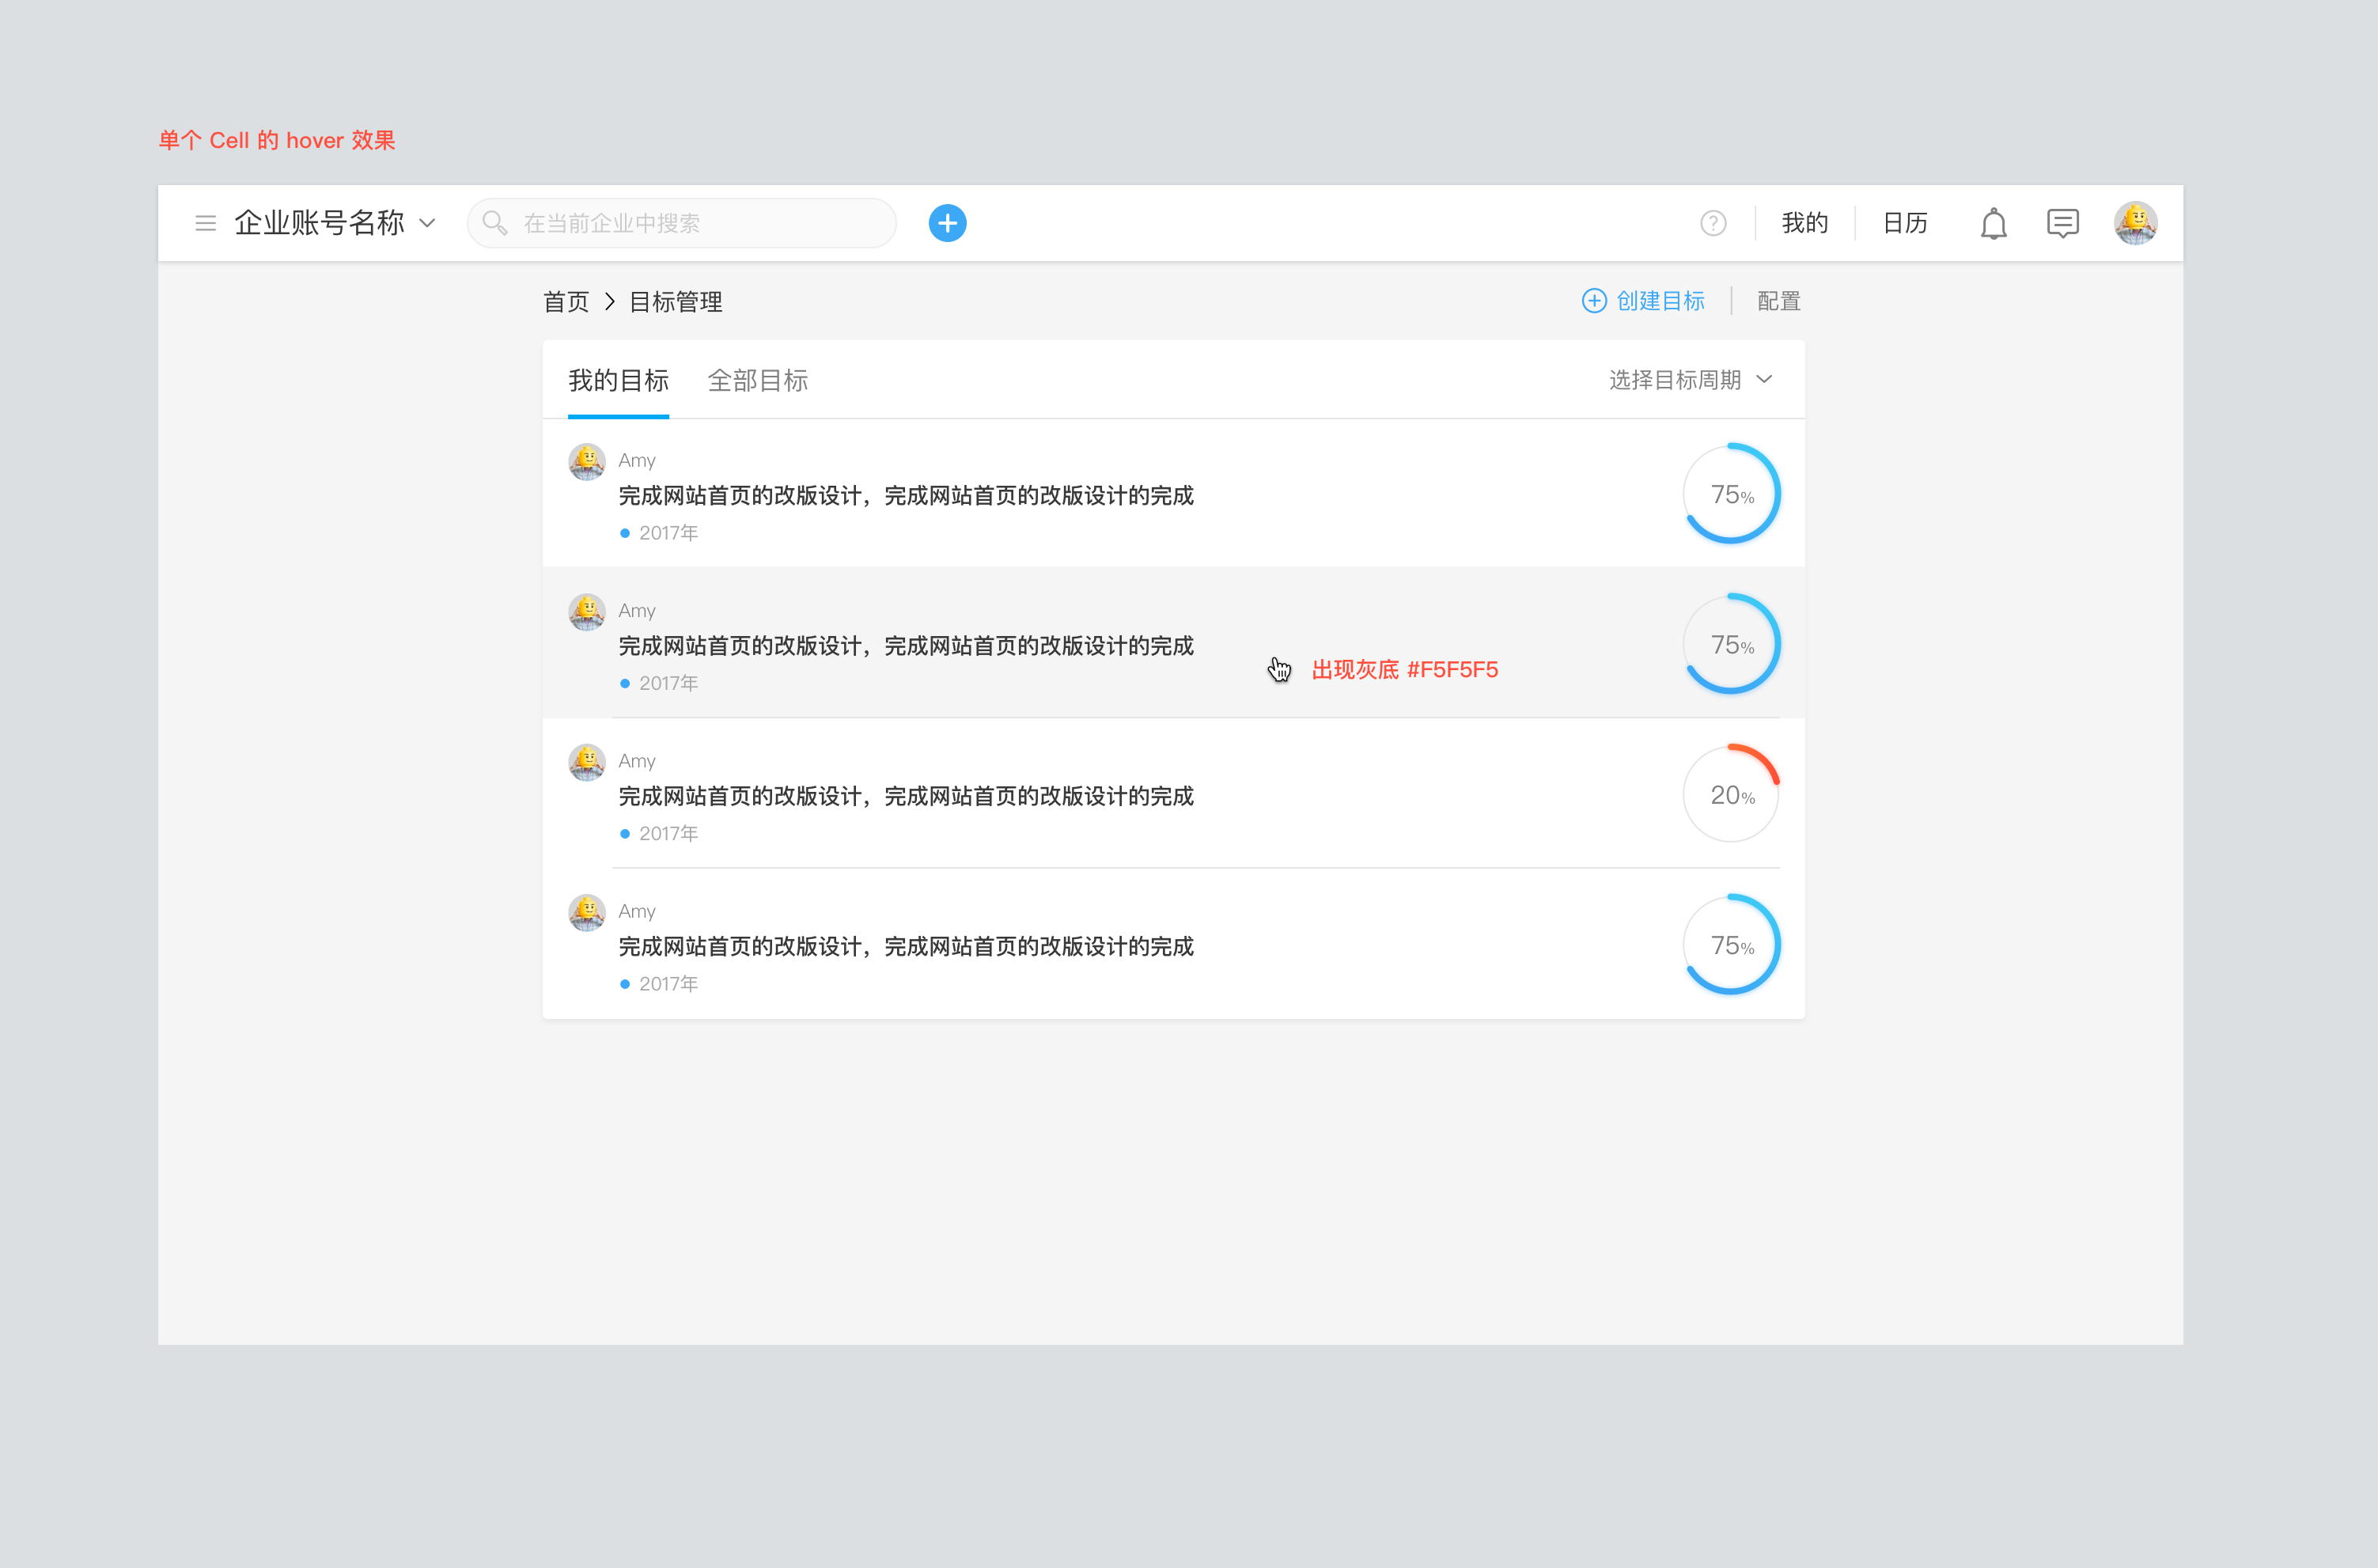 单个 Cell 的 hover 效果
企业账号名称
在当前企业中搜索
?
我的
日历
首页 > 目标管理
创建目标
配置
我的目标
全部目标
选择目标周期
Amy
完成网站首页的改版设计，完成网站首页的改版设计的完成
2017年
75%
Amy
完成网站首页的改版设计，完成网站首页的改版设计的完成
2017年
出现灰底 #F5F5F5
75%
Amy
完成网站首页的改版设计，完成网站首页的改版设计的完成
2017年
20%
Amy
完成网站首页的改版设计，完成网站首页的改版设计的完成
2017年
75%